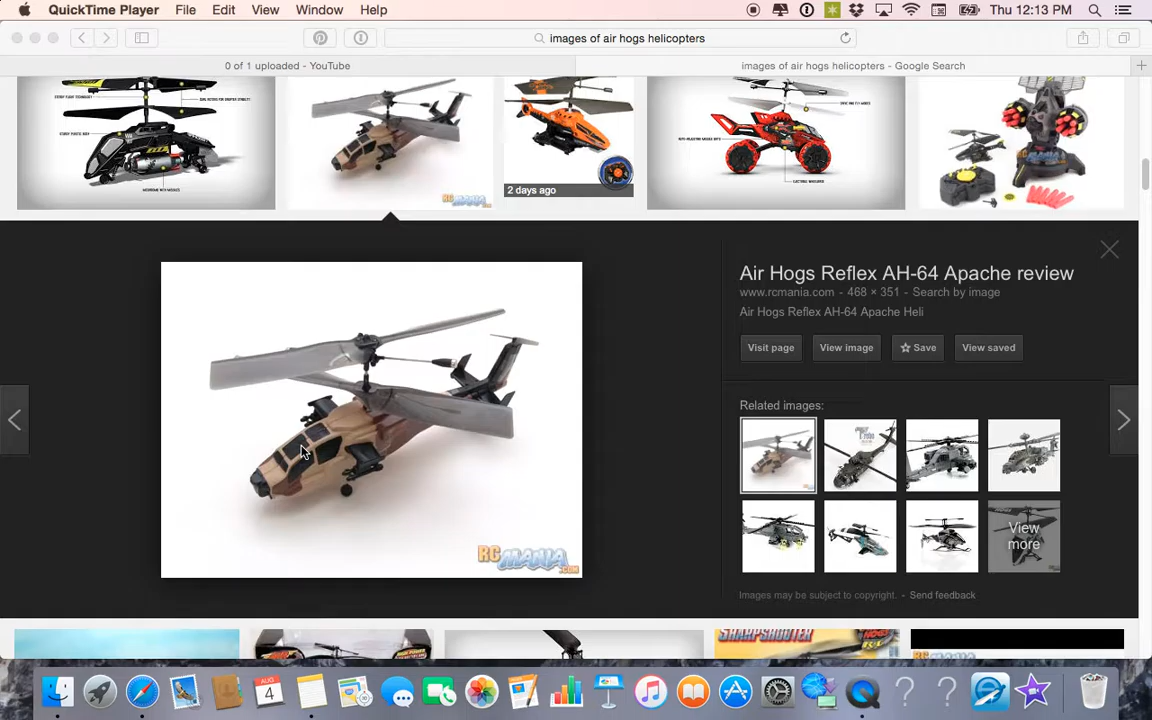 QuickTime Player File Edit View Window Help
Thu 12:13 PM
images of air hogs helicopters
0 of 1 uploaded - YouTube
images of air hogs helicopters - Google Search
2 days ago
Air Hogs Reflex AH-64 Apache review
www.rcmania.com - 468 × 351 - Search by image
Air Hogs Reflex AH-64 Apache Heli
Visit page
View image
Save
View saved
Related images:
View more
RC MANIA.COM
Images may be subject to copyright. - Send feedback
SHARPSHOOTER
AUG
4